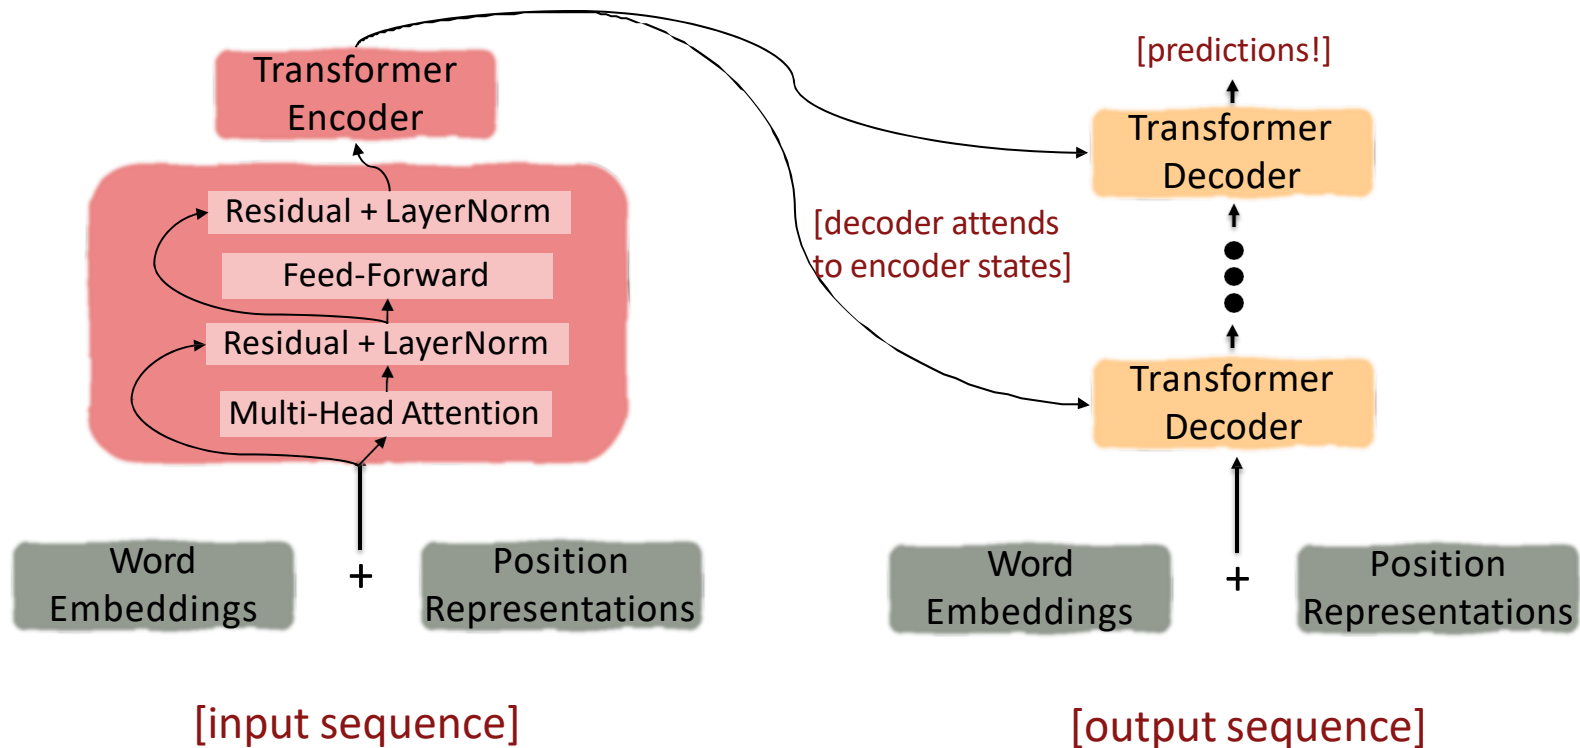 Transformer
Encoder
Residual + LayerNorm
Feed-Forward
Residual + LayerNorm
Multi-Head Attention
Word
Embeddings
+
Position
Representations
[input sequence]
[predictions!]
Transformer
Decoder
[decoder attends
to encoder states]
Transformer
Decoder
Word
Embeddings
+
Position
Representations
[output sequence]